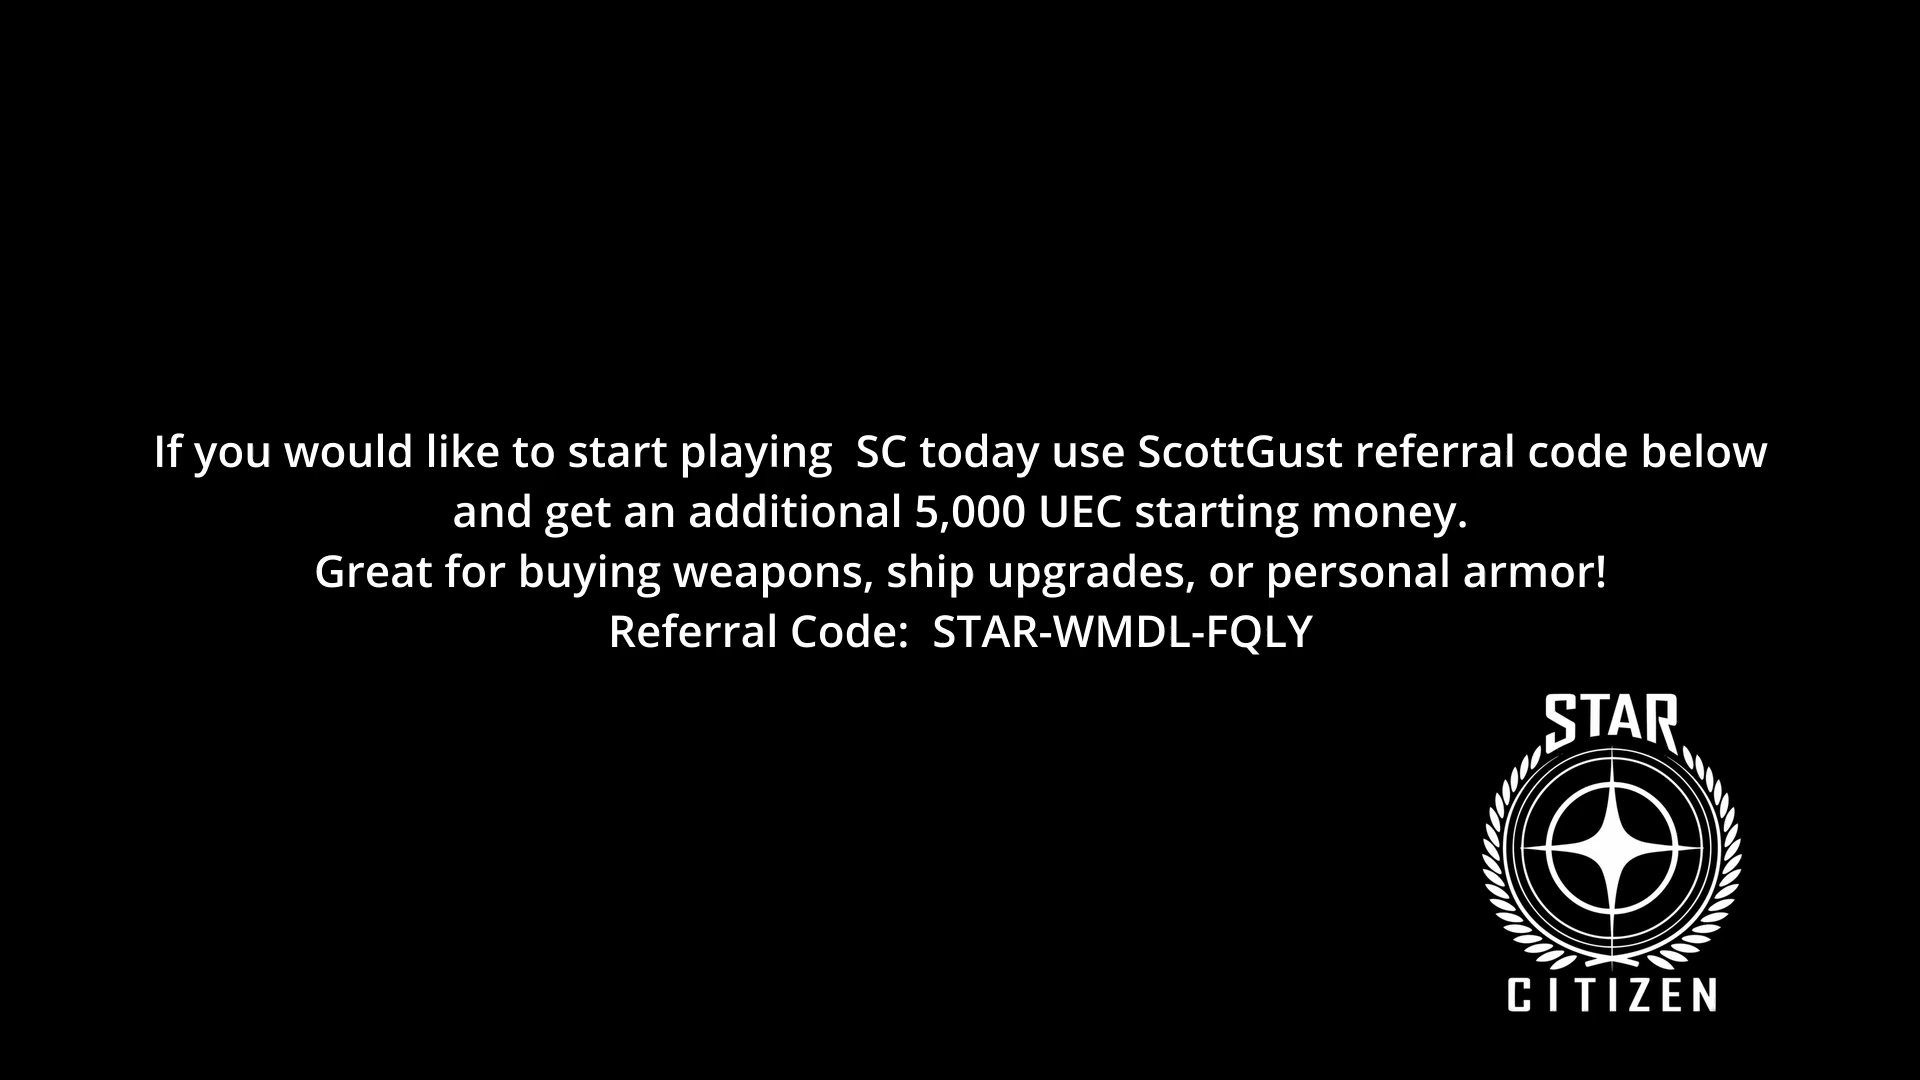 If you would like to start playing  SC today use ScottGust referral code below
and get an additional 5,000 UEC starting money.
Great for buying weapons, ship upgrades, or personal armor!
Referral Code:  STAR-WMDL-FQLY
STAR
CITIZEN